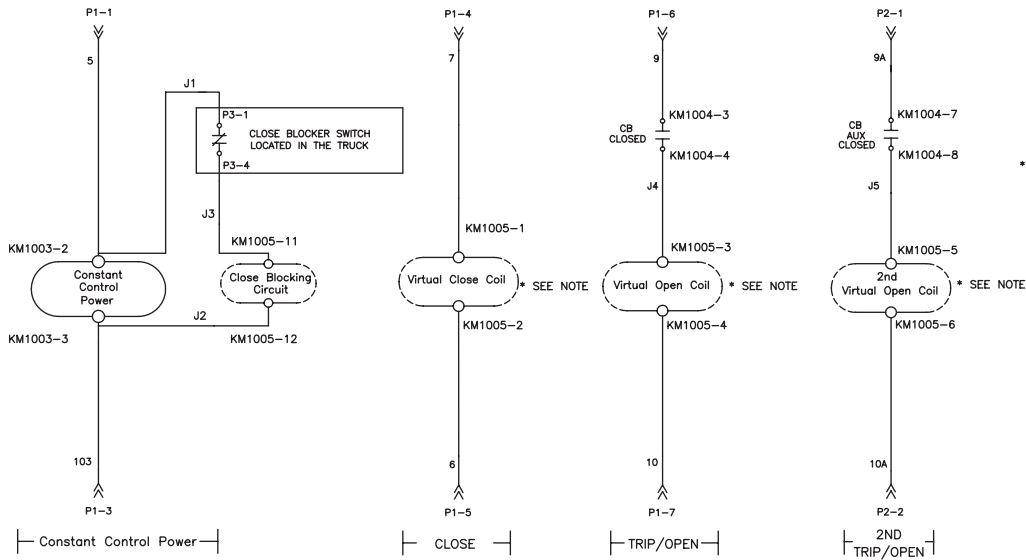 P1-1
P1-4
P1-6
P2-1
5
7
9
9A
J1
P3-1
CLOSE BLOCKER SWITCH
LOCATED IN THE TRUCK
P3-4
KM1004-3
CB
CLOSED
KM1004-4
KM1004-7
CB
AUX
CLOSED
KM1004-8
*
J3
J4
J5
KM1003-2
KM1005-11
KM1005-1
KM1005-3
KM1005-5
Constant
Control
Power
Close Blocking
Circuit
Virtual Close Coil
* SEE NOTE
Virtual Open Coil
* SEE NOTE
2nd
Virtual Open Coil
* SEE NOTE
J2
KM1003-3
KM1005-12
KM1005-2
KM1005-4
KM1005-6
103
6
10
10A
P1-3
P1-5
P1-7
P2-2
Constant Control Power
CLOSE
TRIP/OPEN
2ND
TRIP/OPEN